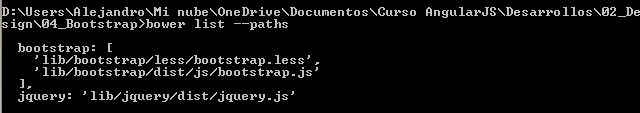 D:\Users\Alejandro\Mi nube\OneDrive\Documentos\Curso AngularJS\Desarrollos\02_De
sign\04_Bootstrap>bower list --paths
bootstrap: [
'lib/bootstrap/less/bootstrap.less',
'lib/bootstrap/dist/js/bootstrap.js'
],
jquery: 'lib/jquery/dist/jquery.js'